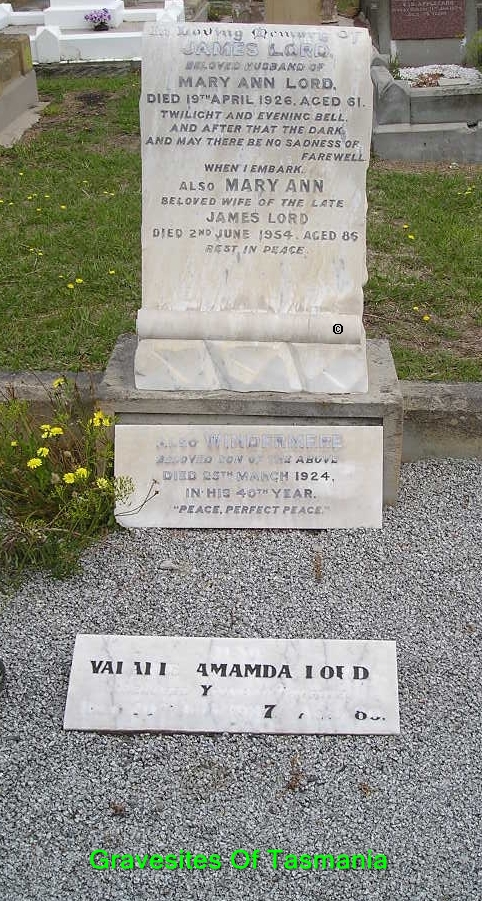 In Loving Memory of
JAMES LORD,
BELOVED HUSBAND OF
MARY ANN LORD,
DIED 19TH APRIL 1926. AGED 61.
TWILIGHT AND EVENING BELL,
AND AFTER THAT THE DARK,
AND MAY THERE BE NO SADNESS OF
FAREWELL
WHEN I EMBARK.
ALSO MARY ANN
BELOVED WIFE OF THE LATE
JAMES LORD
DIED 2ND JUNE 1954. AGED 86
REST IN PEACE.
©
ALSO WINDERMERE
BELOVED SON OF THE ABOVE
DIED 25TH MARCH 1924,
IN HIS 40TH YEAR.
"PEACE, PERFECT PEACE."
AMAMDA
Gravesites Of Tasmania